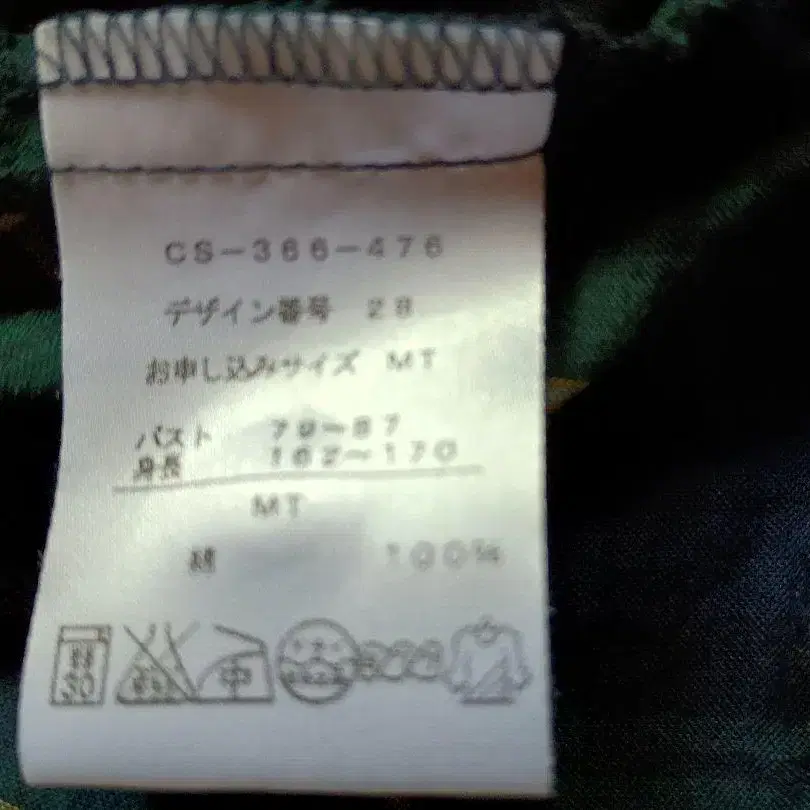 CS-366-476
デザイン番号 28
お申し込みサイズ MT
バスト 79~87
身長 162~170
MT
綿 100%
中